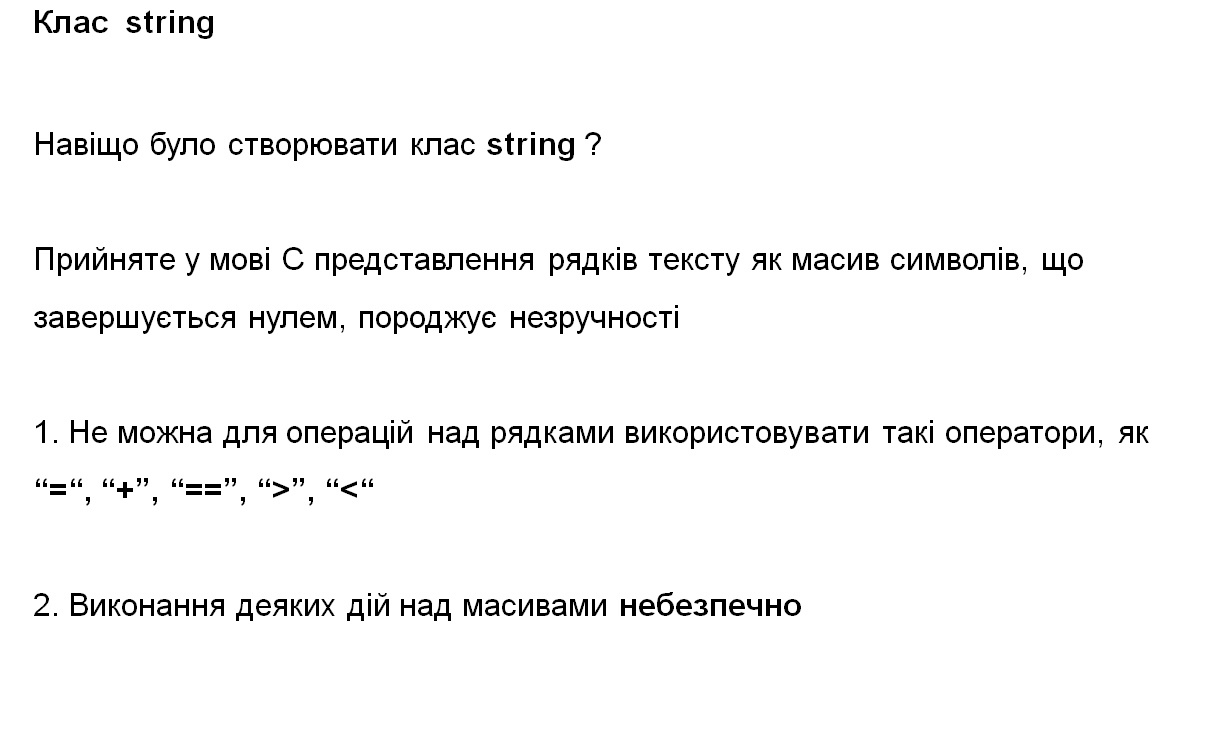 Клас string
Навіщо було створювати клас string ?
Прийняте у мові С представлення рядків тексту як масив символів, що
завершується нулем, породжує незручності
1. Не можна для операцій над рядками використовувати такі оператори, як
“=“, “+”, “==”, “>”, “<“
2. Виконання деяких дій над масивами небезпечно